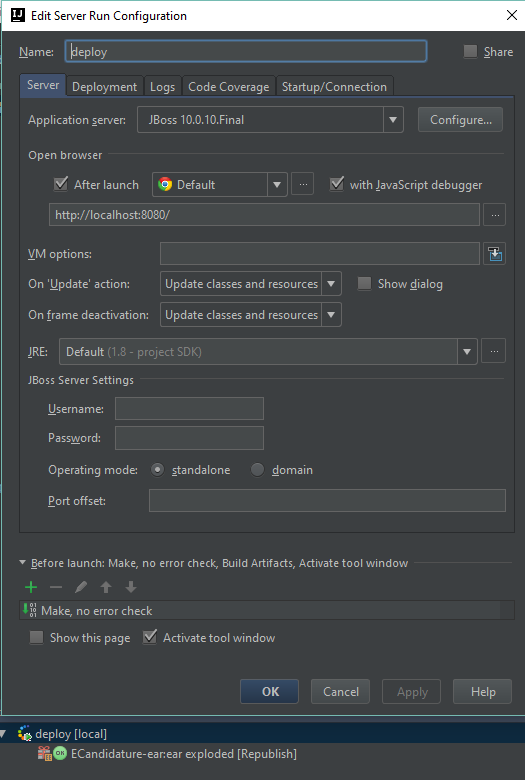 Edit Server Run Configuration
Name: deploy Share
Server Deployment Logs Code Coverage Startup/Connection
Application server: JBoss 10.0.10.Final Configure...
Open browser
After launch Default ... with JavaScript debugger
http://localhost:8080/ ...
VM options:
On 'Update' action: Update classes and resources Show dialog
On frame deactivation: Update classes and resources
JRE: Default (1.8 - project SDK) ...
JBoss Server Settings
Username:
Password:
Operating mode: standalone domain
Port offset:
Before launch: Make, no error check, Build Artifacts, Activate tool window
Make, no error check
Show this page Activate tool window
OK Cancel Apply Help
deploy [local]
OK ECandidature-ear:ear exploded [Republish]